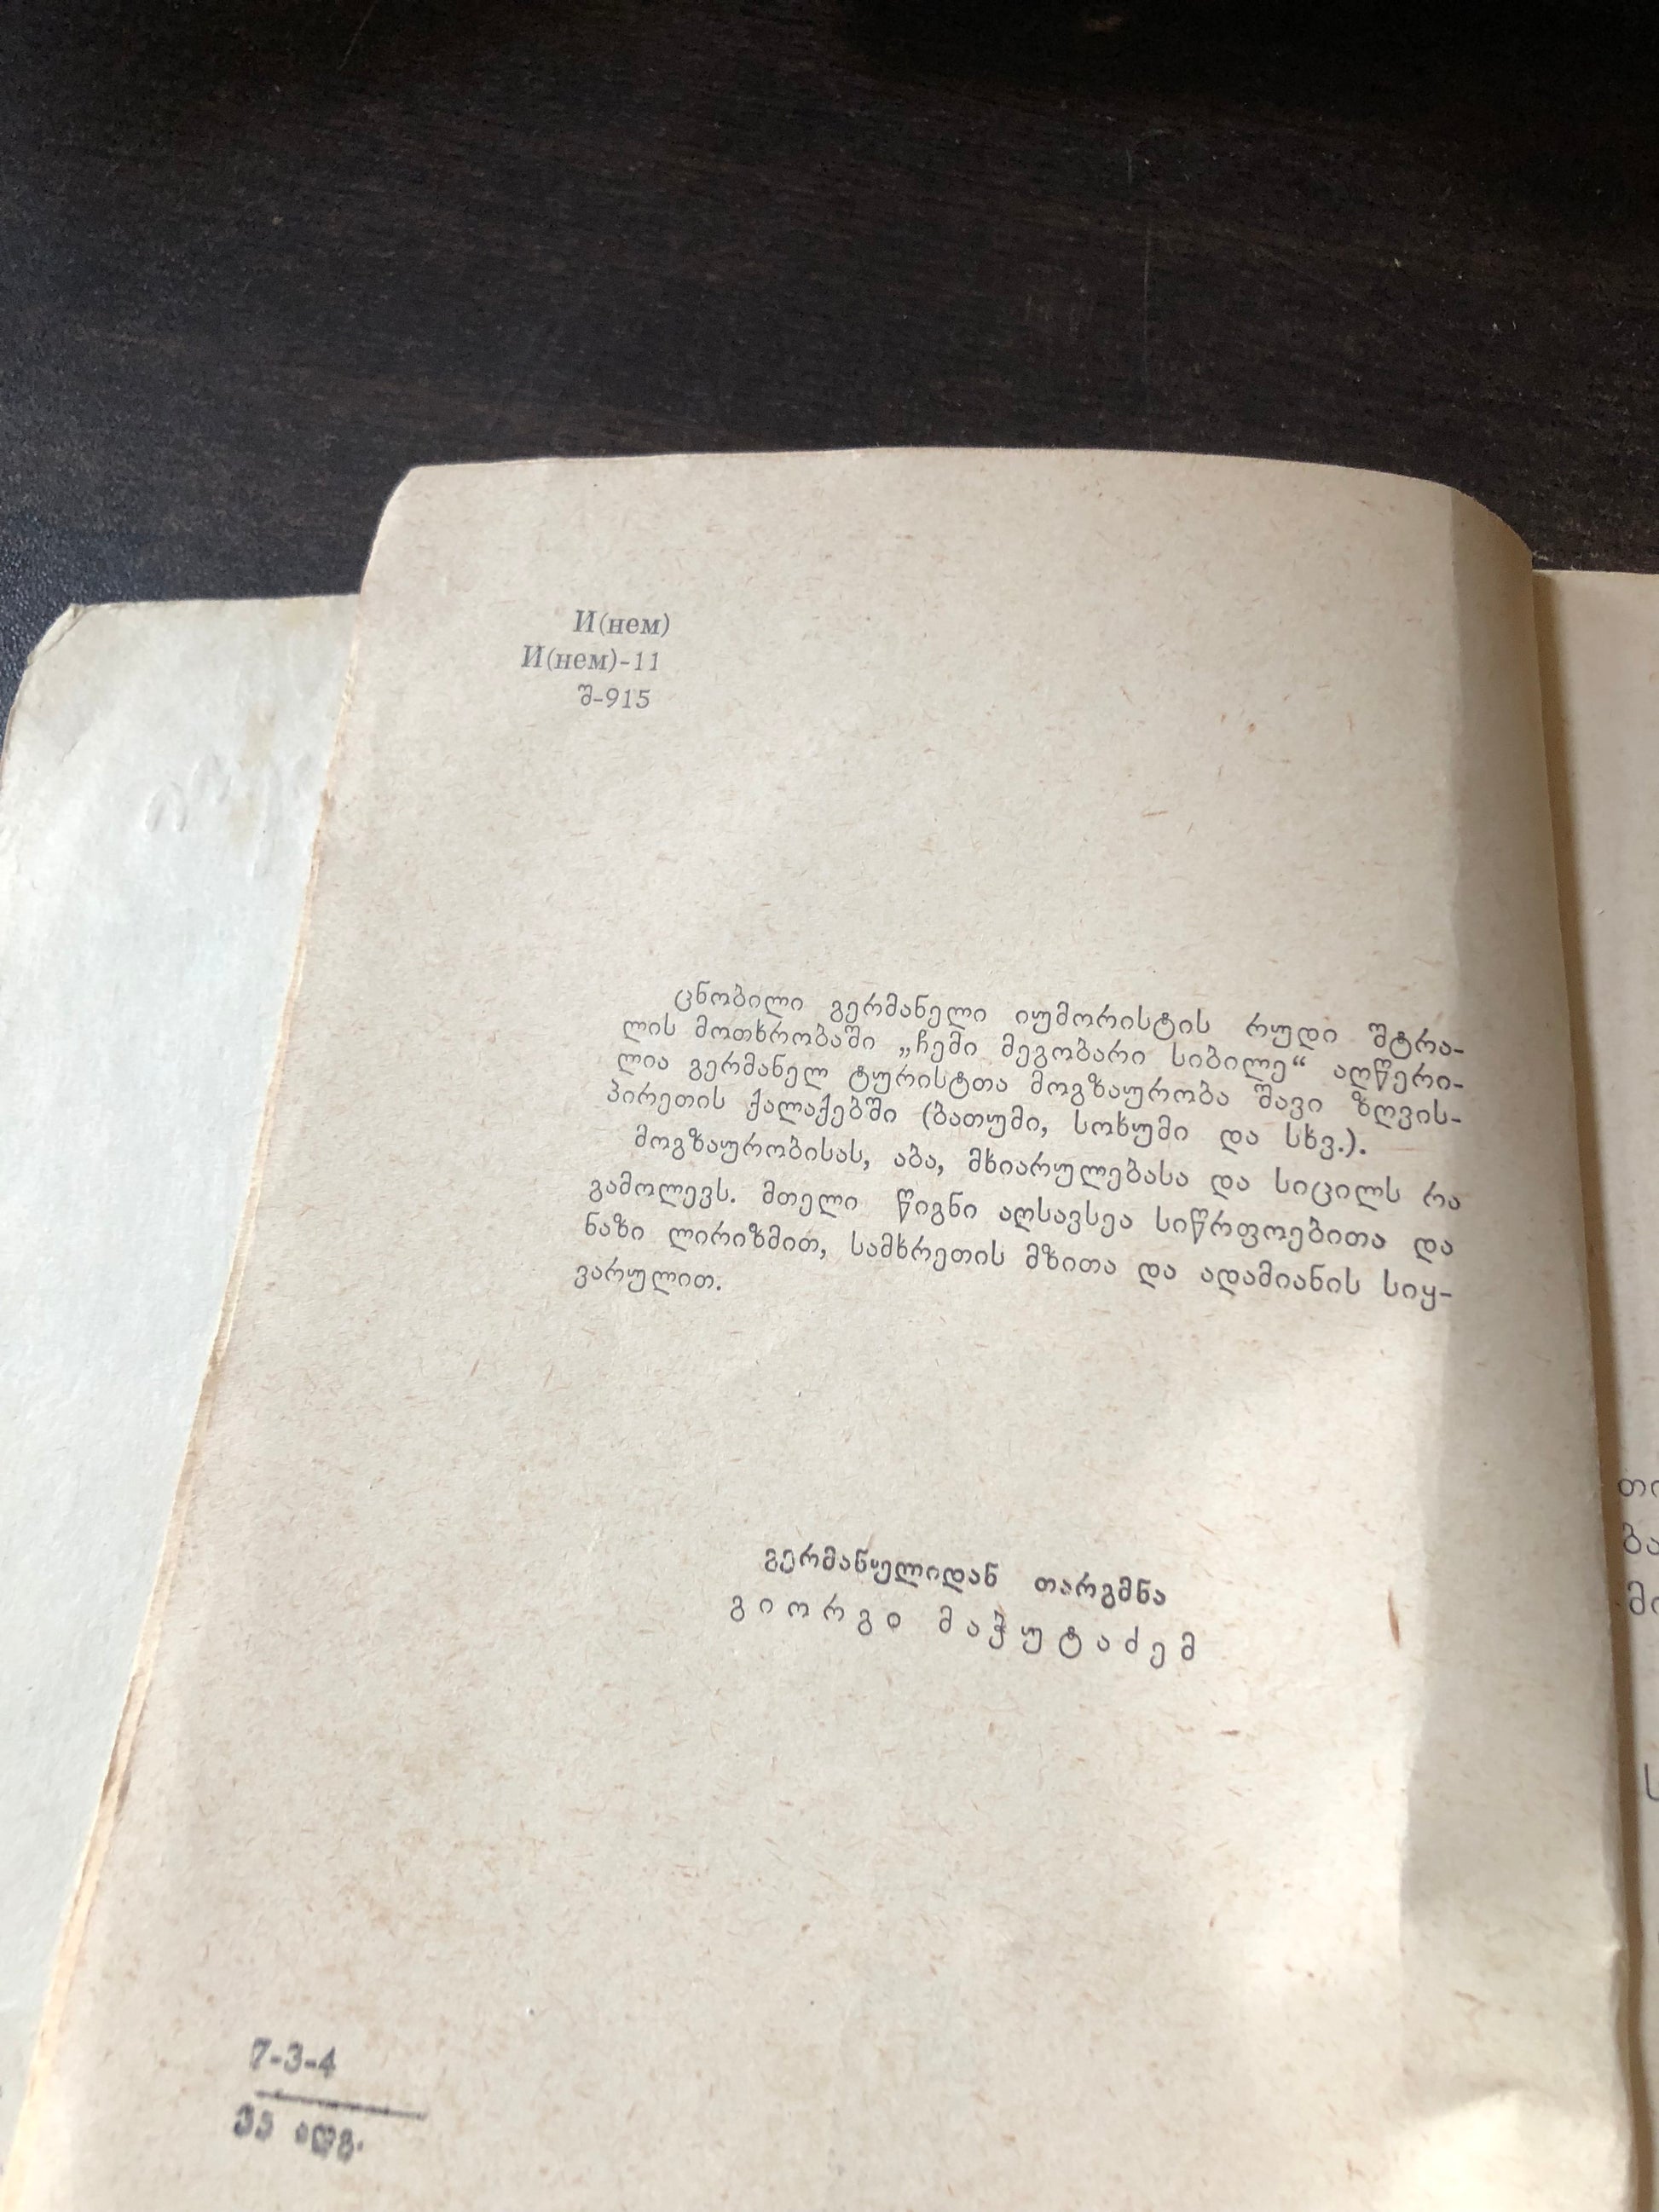 И(нем)
И(нем)-11
შ-915
ცნობილი გერმანელი იუმორისტის რუდი შტრა-
ლის მოთხრობაში „ჩემი მეგობარი სიბილე“ აღწერი-
ლია გერმანელ ტურისტთა მოგზაურობა შავი ზღვის-
პირეთის ქალაქებში (ბათუმი, სოხუმი და სხვ.).
მოგზაურობისას, აბა, მხიარულებასა და სიცილს რა
გამოლევს. მთელი წიგნი აღსავსეა სიწრფოებითა და
ნაზი ლირიზმით, სამხრეთის მზითა და ადამიანის სიყ-
ვარულით.
გერმანულიდან თარგმნა
გიორგი მაჭუტაძემ
7-3-4